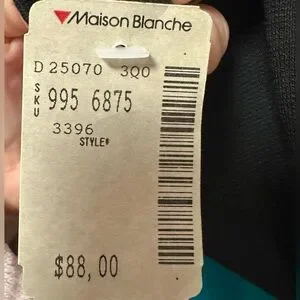 Maison Blanche
D 25070 3Q0
SKU 995 6875
3396
STYLE#
$88,00